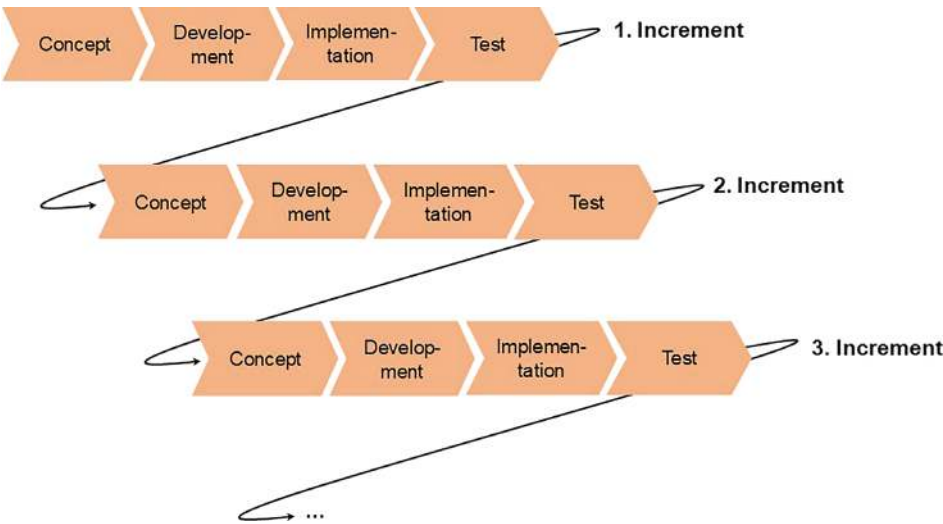 Concept
Develop-
ment
Implemen-
tation
Test
1. Increment
Concept
Develop-
ment
Implemen-
tation
Test
2. Increment
Concept
Develop-
ment
Implemen-
tation
Test
3. Increment
...